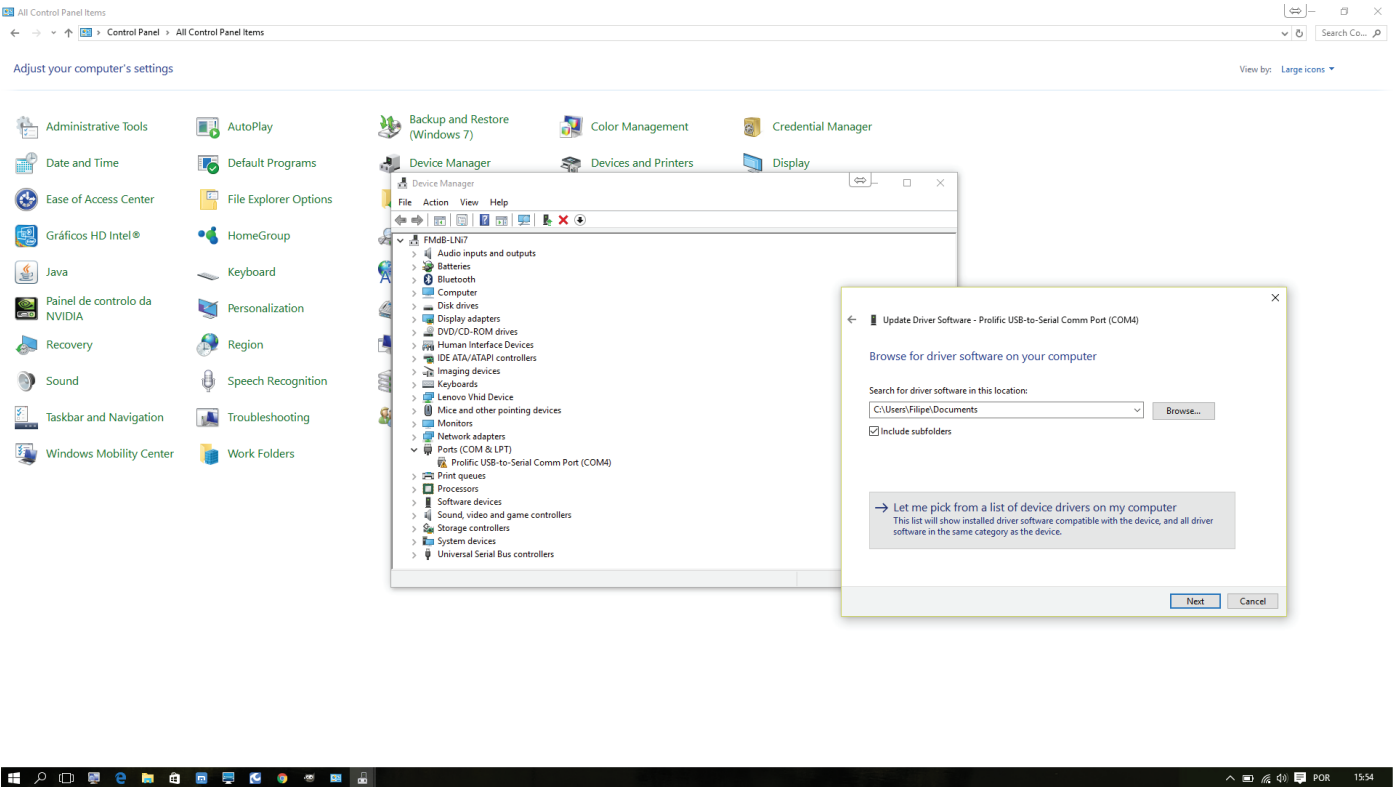 All Control Panel Items
Control Panel > All Control Panel Items
Search Co...
Adjust your computer's settings
View by: Large icons
Administrative Tools
AutoPlay
Backup and Restore
(Windows 7)
Color Management
Credential Manager
Date and Time
Default Programs
Device Manager
Devices and Printers
Display
Ease of Access Center
File Explorer Options
Gráficos HD Intel®
HomeGroup
Java
Keyboard
Painel de controlo da
NVIDIA
Personalization
Recovery
Region
Sound
Speech Recognition
Taskbar and Navigation
Troubleshooting
Windows Mobility Center
Work Folders
Device Manager
File Action View Help
FMdB-LNi7
Audio inputs and outputs
Batteries
Bluetooth
Computer
Disk drives
Display adapters
DVD/CD-ROM drives
Human Interface Devices
IDE ATA/ATAPI controllers
Imaging devices
Keyboards
Lenovo Vhid Device
Mice and other pointing devices
Monitors
Network adapters
Ports (COM & LPT)
Prolific USB-to-Serial Comm Port (COM4)
Print queues
Processors
Software devices
Sound, video and game controllers
Storage controllers
System devices
Universal Serial Bus controllers
Update Driver Software - Prolific USB-to-Serial Comm Port (COM4)
Browse for driver software on your computer
Search for driver software in this location:
C:\Users\Filipe\Documents
Browse...
Include subfolders
Let me pick from a list of device drivers on my computer
This list will show installed driver software compatible with the device, and all driver
software in the same category as the device.
Next
Cancel
POR
15:54